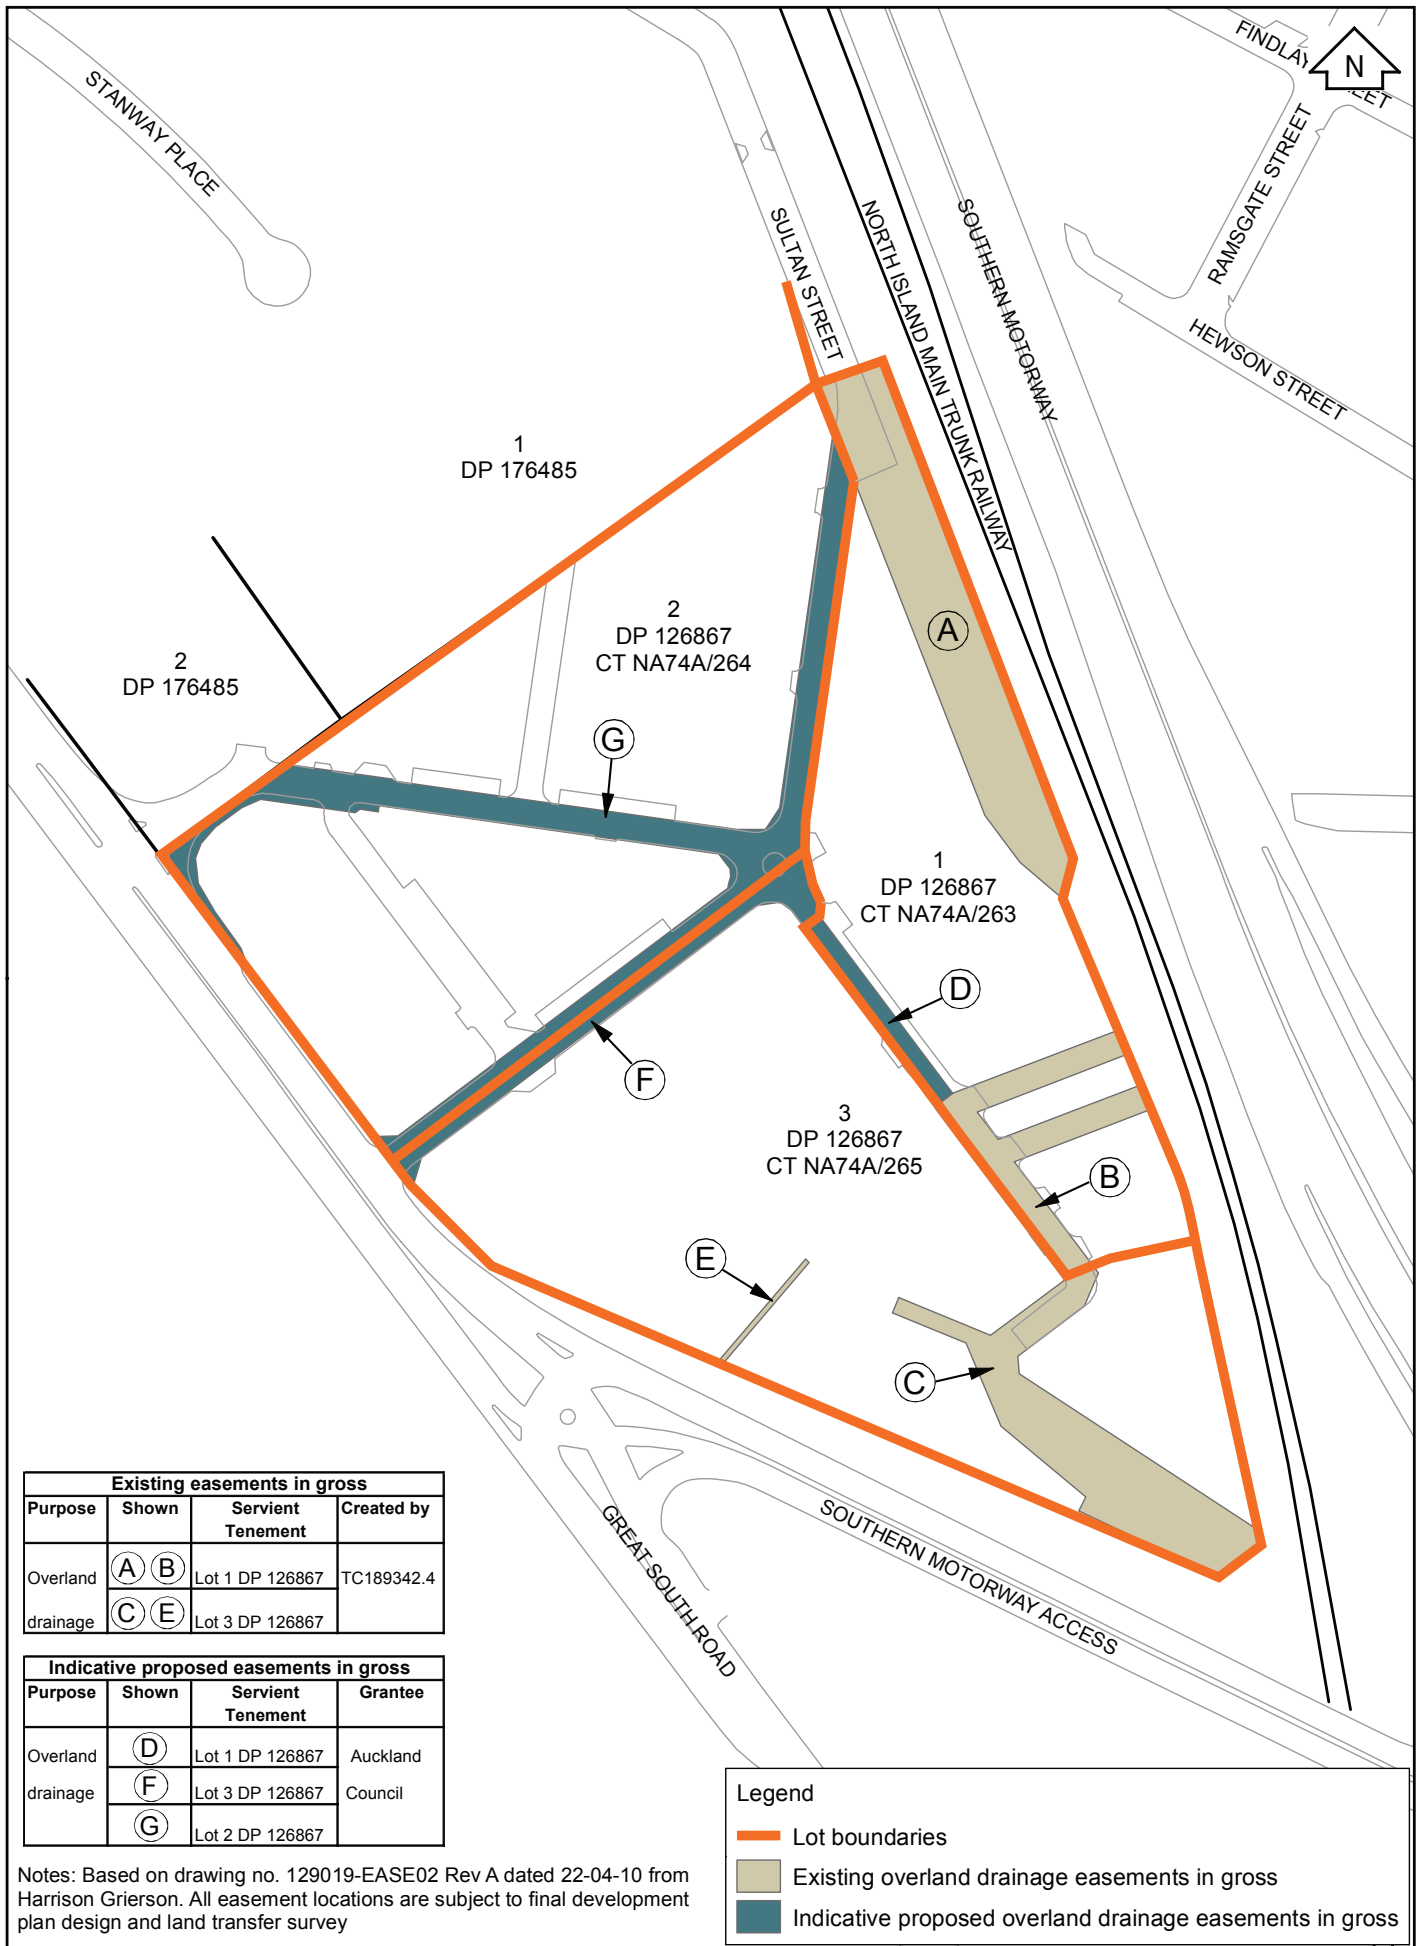 FINDLAY
EET
N
STANWAY PLACE
RAMSGATE STREET
SULTAN STREET
NORTH ISLAND MAIN TRUNK RAILWAY
SOUTHERN MOTORWAY
HEWSON STREET
1
DP 176485
2
DP 126867
CT NA74A/264
A
2
DP 176485
G
1
DP 126867
CT NA74A/263
D
F
3
DP 126867
CT NA74A/265
B
E
C
GREAT SOUTH ROAD
SOUTHERN MOTORWAY ACCESS
Existing easements in gross
Purpose Shown Servient Tenement Created by
Overland drainage A B Lot 1 DP 126867 TC189342.4
C E Lot 3 DP 126867
Indicative proposed easements in gross
Purpose Shown Servient Tenement Grantee
Overland drainage D Lot 1 DP 126867 Auckland Council
F Lot 3 DP 126867
G Lot 2 DP 126867
Notes: Based on drawing no. 129019-EASE02 Rev A dated 22-04-10 from
Harrison Grierson. All easement locations are subject to final development
plan design and land transfer survey
Legend
Lot boundaries
Existing overland drainage easements in gross
Indicative proposed overland drainage easements in gross